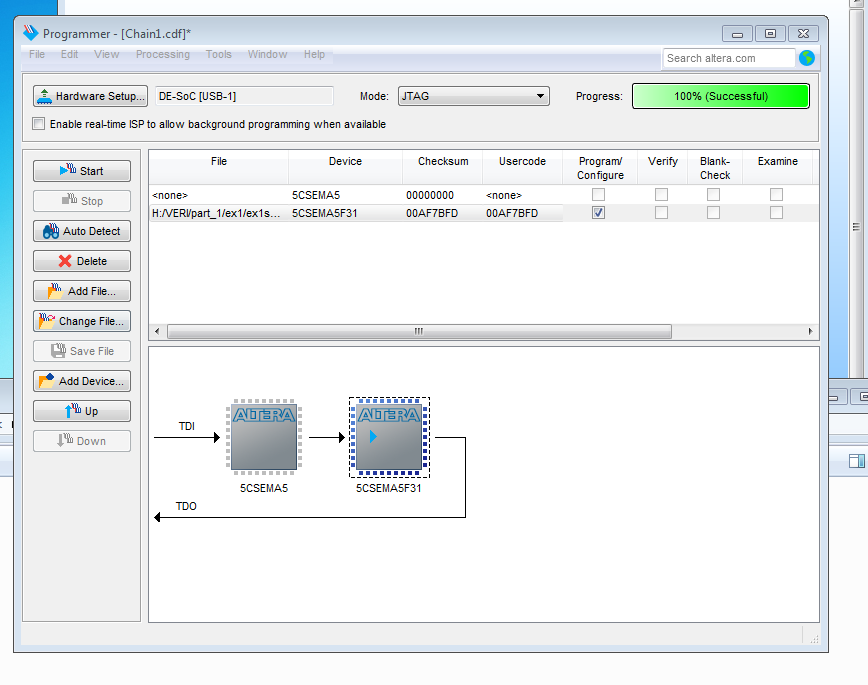 Programmer - [Chain1.cdf]*
File Edit View Processing Tools Window Help
Search altera.com
Hardware Setup... DE-SoC [USB-1] Mode: JTAG Progress: 100% (Successful)
Enable real-time ISP to allow background programming when available
Start
Stop
Auto Detect
Delete
Add File...
Change File...
Save File
Add Device...
Up
Down
File Device Checksum Usercode Program/ Verify Blank- Examine
Configure Check
<none> 5CSEMA5 00000000 <none>
H:/VERI/part_1/ex1/ex1s... 5CSEMA5F31 00AF7BFD 00AF7BFD
ALTERA ALTERA
TDI
5CSEMA5 5CSEMA5F31
TDO